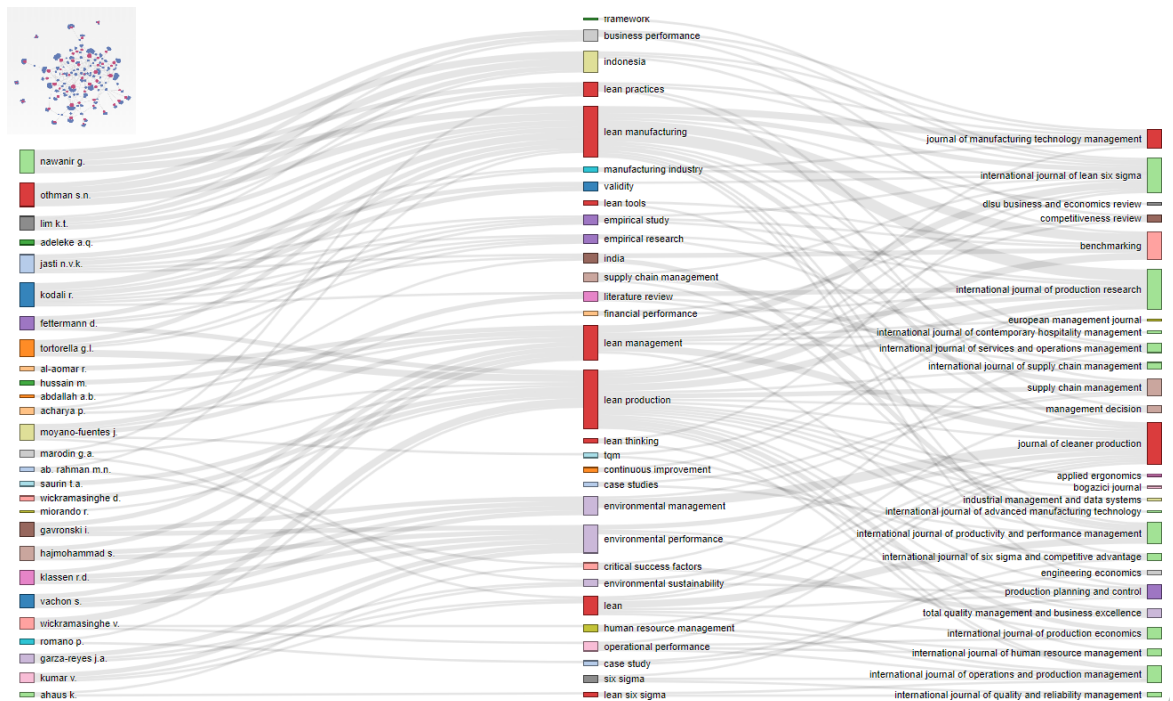 nawanir g.
othman s.n.
lim k.t.
adeleke a.q.
jasti n.v.k.
kodali r.
fettermann d.
tortorella g.l.
al-aomar r.
hussain m.
abdallah a.b.
acharya p.
moyano-fuentes j.
marodin g.a.
ab. rahman m.n.
saurin t.a.
wickramasinghe d.
miorando r.
gavronski i.
hajmohammad s.
klassen r.d.
vachon s.
wickramasinghe v.
romano p.
garza-reyes j.a.
kumar v.
ahaus k.
framework
business performance
indonesia
lean practices
lean manufacturing
manufacturing industry
validity
lean tools
empirical study
empirical research
india
supply chain management
literature review
financial performance
lean management
lean production
lean thinking
tqm
continuous improvement
case studies
environmental management
environmental performance
critical success factors
environmental sustainability
lean
human resource management
operational performance
case study
six sigma
lean six sigma
journal of manufacturing technology management
international journal of lean six sigma
dlsu business and economics review
competitiveness review
benchmarking
international journal of production research
european management journal
international journal of contemporary hospitality management
international journal of services and operations management
international journal of supply chain management
supply chain management
management decision
journal of cleaner production
applied ergonomics
bogazici journal
industrial management and data systems
international journal of advanced manufacturing technology
international journal of productivity and performance management
international journal of six sigma and competitive advantage
engineering economics
production planning and control
total quality management and business excellence
international journal of production economics
international journal of human resource management
international journal of operations and production management
international journal of quality and reliability management